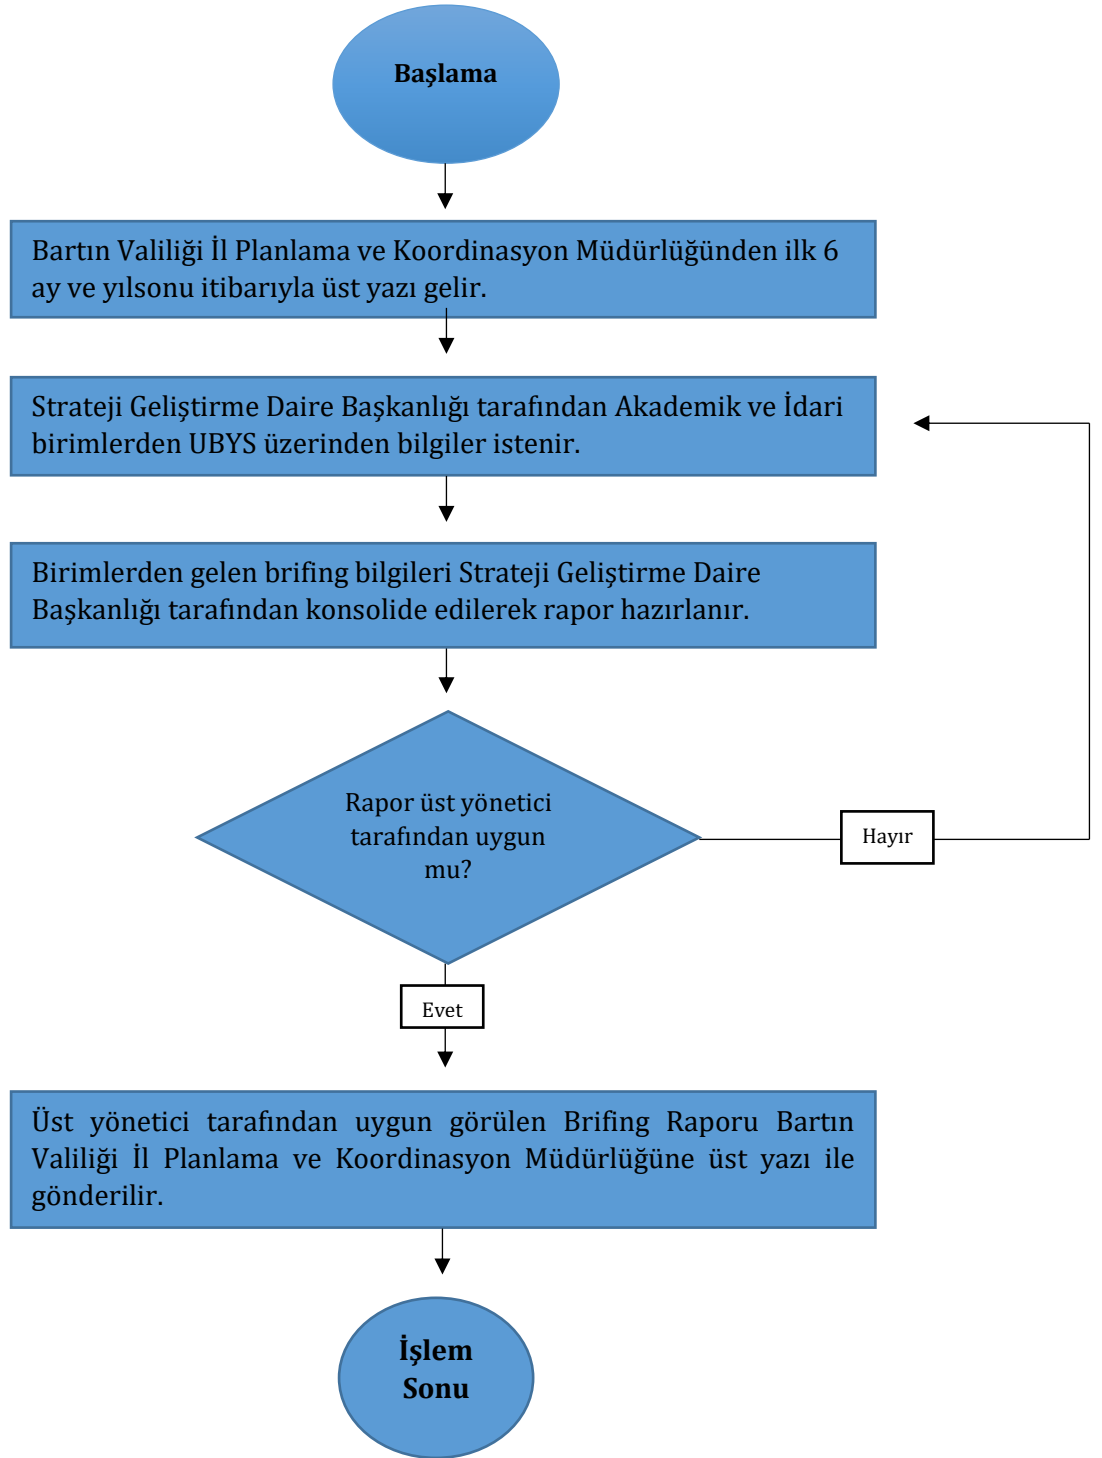 Başlama
Bartın Valiliği İl Planlama ve Koordinasyon Müdürlüğünden ilk 6
ay ve yılsonu itibarıyla üst yazı gelir.
Strateji Geliştirme Daire Başkanlığı tarafından Akademik ve İdari
birimlerden UBYS üzerinden bilgiler istenir.
Birimlerden gelen brifing bilgileri Strateji Geliştirme Daire
Başkanlığı tarafından konsolide edilerek rapor hazırlanır.
Rapor üst yönetici
tarafından uygun
mu?
Hayır
Evet
Üst yönetici tarafından uygun görülen Brifing Raporu Bartın
Valiliği İl Planlama ve Koordinasyon Müdürlüğüne üst yazı ile
gönderilir.
İşlem
Sonu